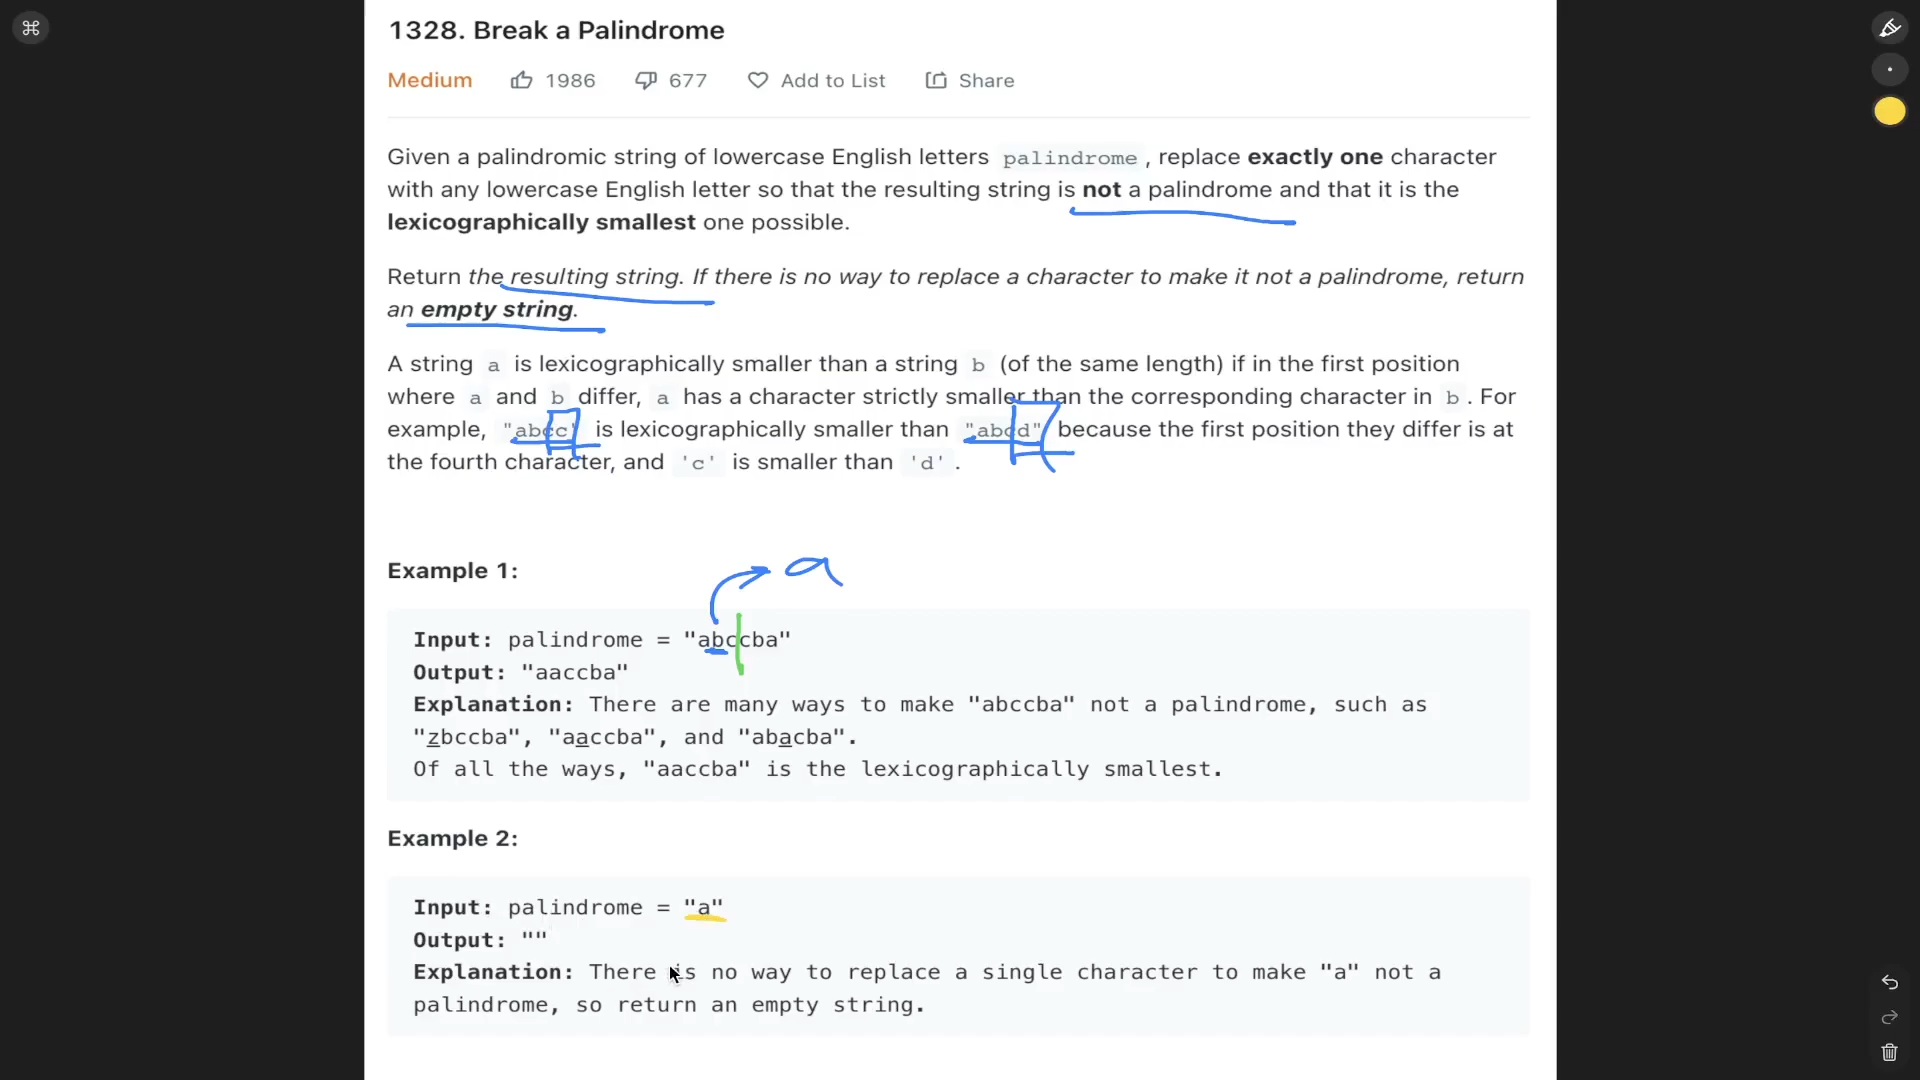 1328. Break a Palindrome
Medium 1986 677 Add to List Share
Given a palindromic string of lowercase English letters palindrome , replace exactly one character
with any lowercase English letter so that the resulting string is not a palindrome and that it is the
lexicographically smallest one possible.
Return the resulting string. If there is no way to replace a character to make it not a palindrome, return
an empty string.
A string a is lexicographically smaller than a string b (of the same length) if in the first position
where a and b differ, a has a character strictly smaller than the corresponding character in b . For
example, "abcc" is lexicographically smaller than "abcd" because the first position they differ is at
the fourth character, and 'c' is smaller than 'd' .
a
Example 1:
Input: palindrome = "abccba"
Output: "aaccba"
Explanation: There are many ways to make "abccba" not a palindrome, such as
"zbccba", "aaccba", and "abacba".
Of all the ways, "aaccba" is the lexicographically smallest.
Example 2:
Input: palindrome = "a"
Output: ""
Explanation: There is no way to replace a single character to make "a" not a
palindrome, so return an empty string.